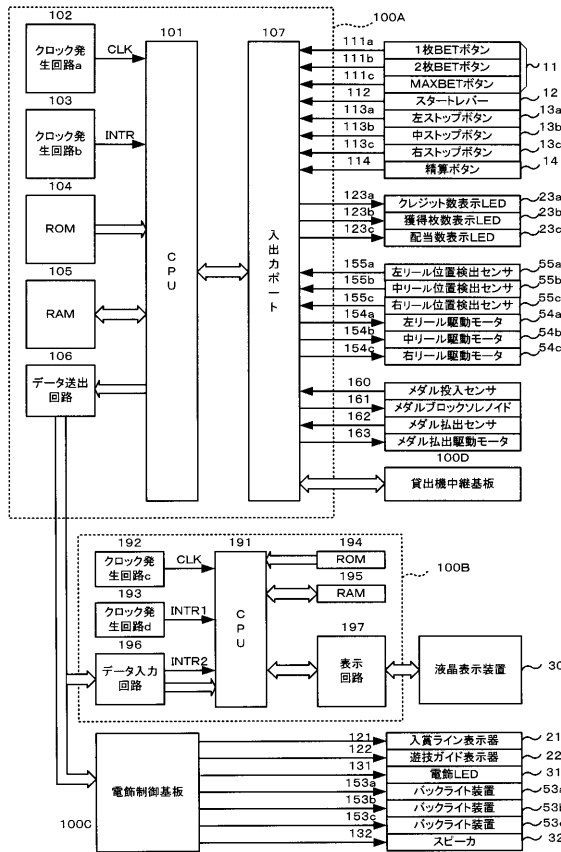 102
クロック発
生回路a
CLK
103
クロック発
生回路b
INTR
104
ROM
105
RAM
106
データ送出
回路
101
CPU
107
入出力ポート
100A
111a
1枚BETボタン
111b
2枚BETボタン
111c
MAXBETボタン
11
112
スタートレバー
12
113a
左ストップボタン
13a
113b
中ストップボタン
13b
113c
右ストップボタン
13c
114
精算ボタン
14
123a
クレジット数表示LED
23a
123b
獲得枚数表示LED
23b
123c
配当数表示LED
23c
155a
左リール位置検出センサ
55a
155b
中リール位置検出センサ
55b
155c
右リール位置検出センサ
55c
154a
左リール駆動モータ
54a
154b
中リール駆動モータ
54b
154c
右リール駆動モータ
54c
160
メダル投入センサ
161
メダルブロックソレノイド
162
メダル払出センサ
163
メダル払出駆動モータ
100D
貸出機中継基板
192
クロック発
生回路c
CLK
193
クロック発
生回路d
INTR1
196
データ入力
回路
INTR2
191
CPU
194
ROM
195
RAM
197
表示
回路
100B
液晶表示装置
30
電飾制御基板
100C
121
入賞ライン表示器
21
122
遊技ガイド表示器
22
131
電飾LED
31
153a
バックライト装置
53a
153b
バックライト装置
53b
153c
バックライト装置
53c
132
スピーカ
32